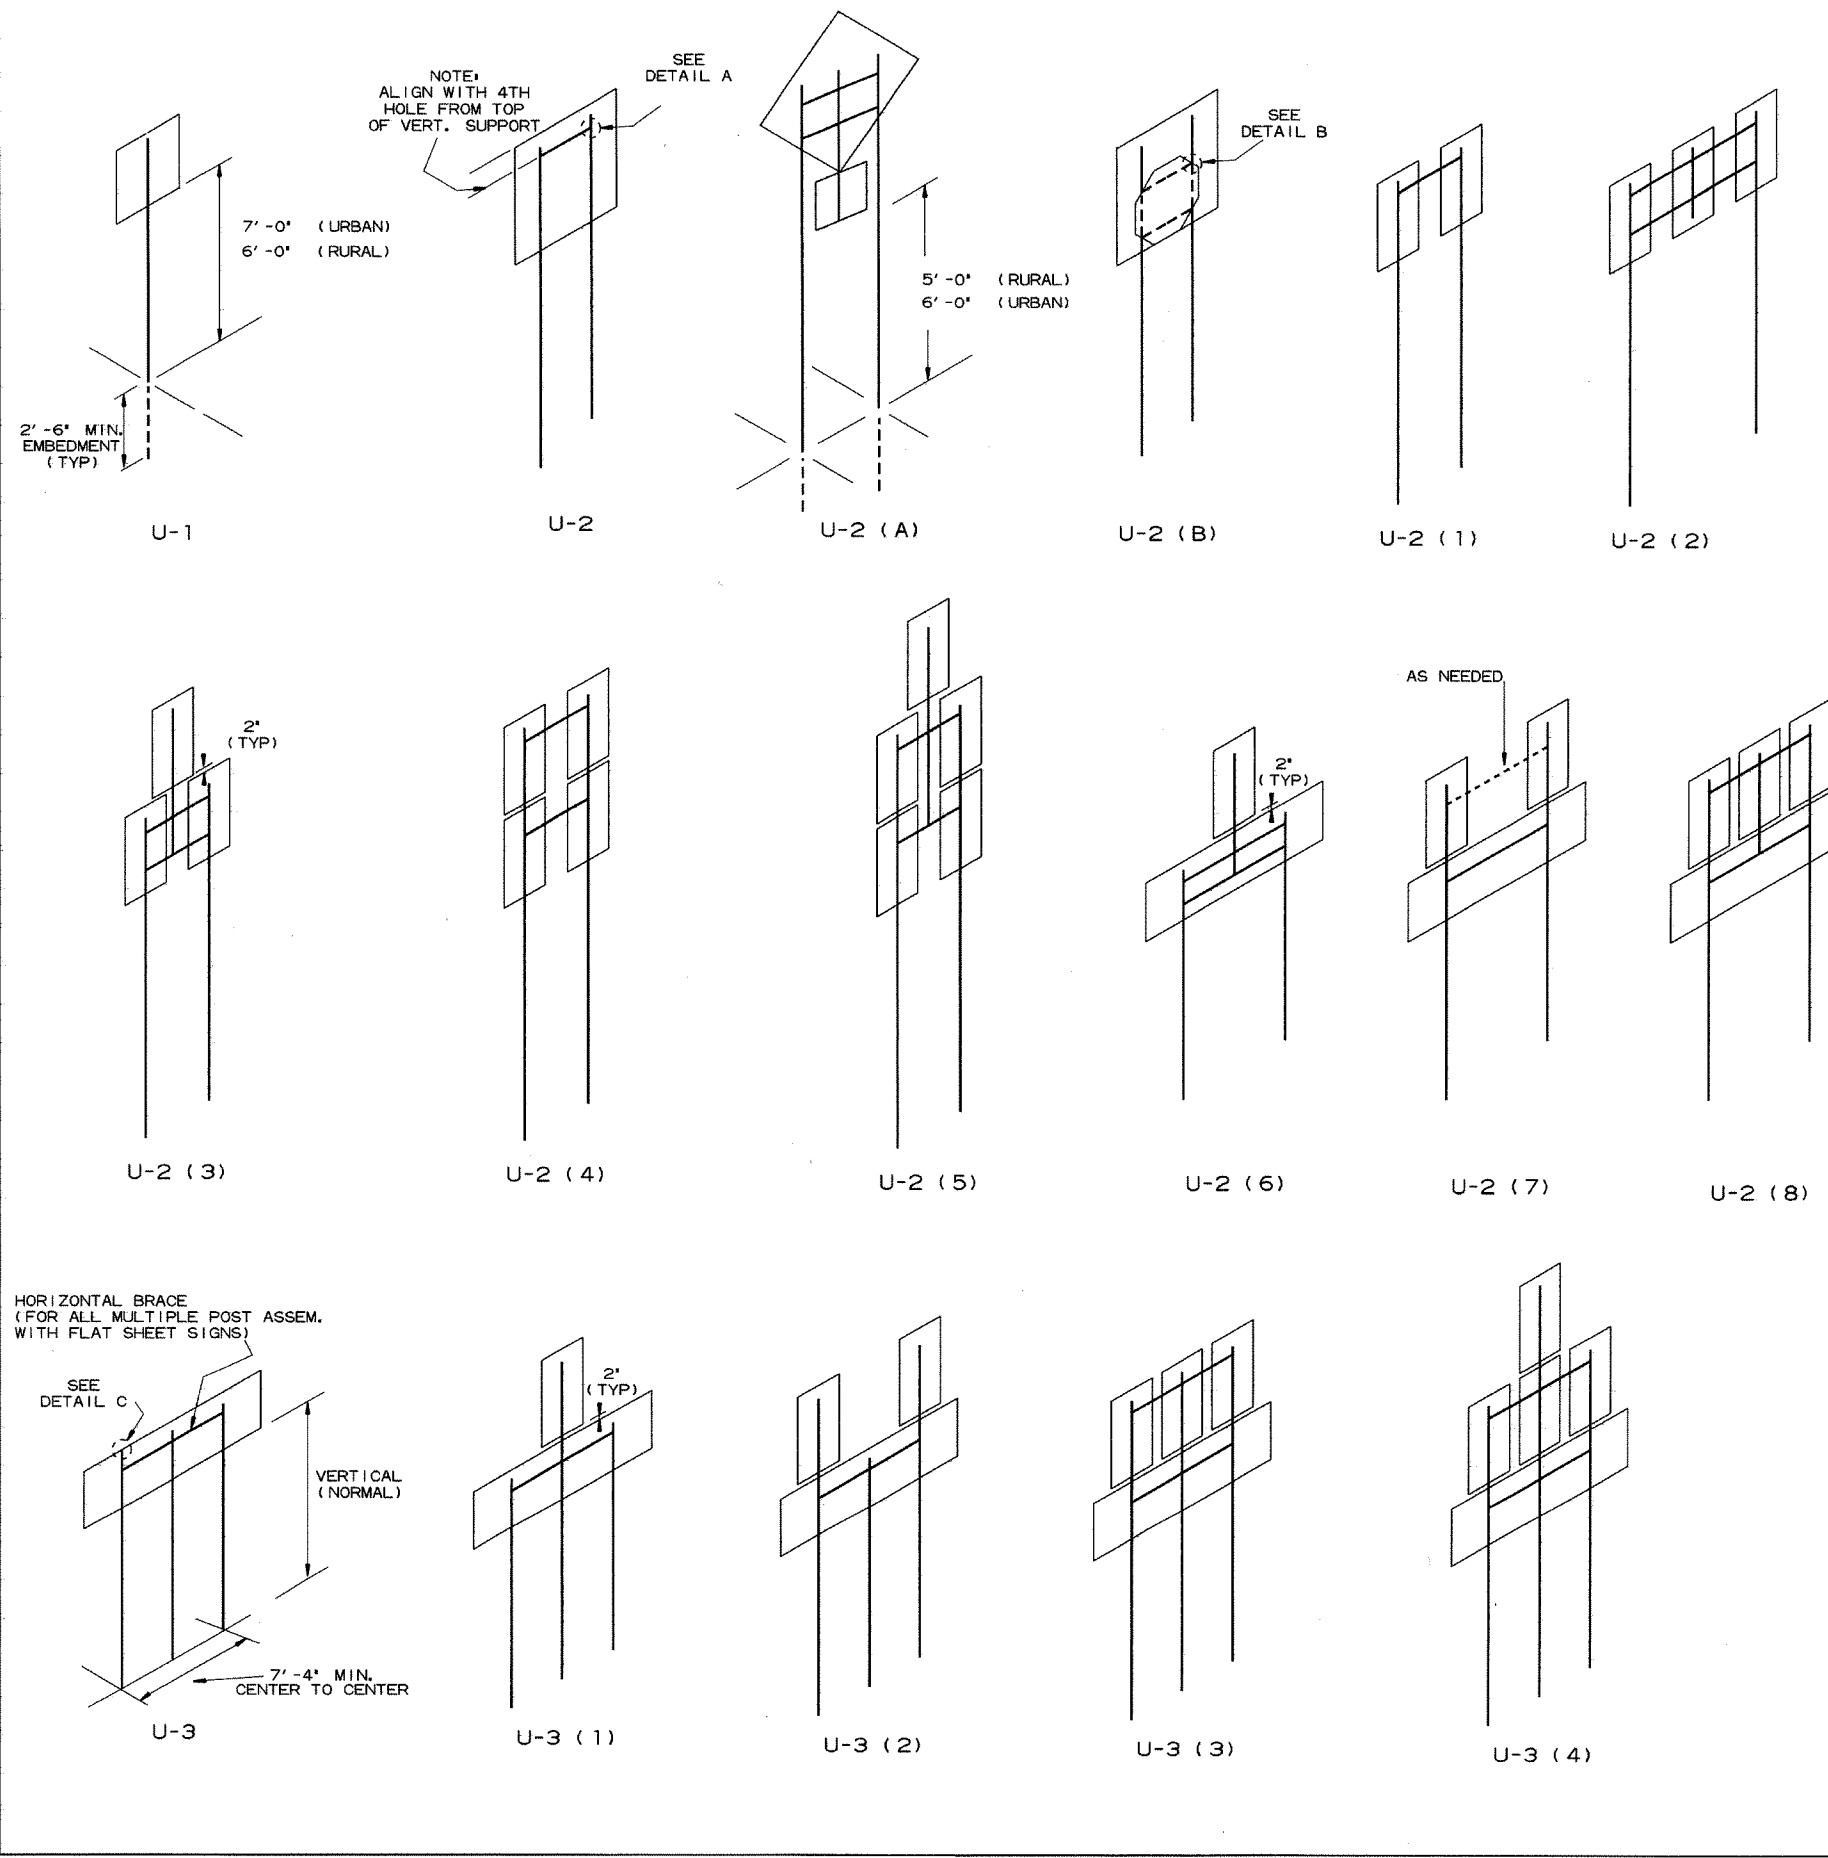 NOTE:
ALIGN WITH 4TH
HOLE FROM TOP
OF VERT. SUPPORT
SEE
DETAIL A
SEE
DETAIL B
7'-0" (URBAN)
6'-0" (RURAL)
5'-0" (RURAL)
6'-0" (URBAN)
2'-6" MIN.
EMBEDMENT
(TYP)
U-1
U-2
U-2 (A)
U-2 (B)
U-2 (1)
U-2 (2)
2"
(TYP)
2"
(TYP)
AS NEEDED
U-2 (3)
U-2 (4)
U-2 (5)
U-2 (6)
U-2 (7)
U-2 (8)
HORIZONTAL BRACE
(FOR ALL MULTIPLE POST ASSEM.
WITH FLAT SHEET SIGNS)
SEE
DETAIL C
2"
(TYP)
VERTICAL
(NORMAL)
7'-4" MIN.
CENTER TO CENTER
U-3
U-3 (1)
U-3 (2)
U-3 (3)
U-3 (4)